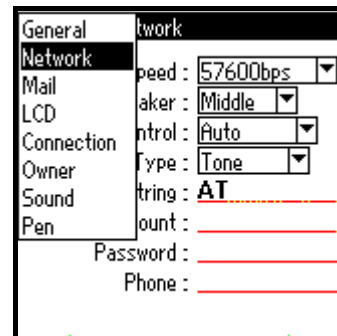 General
Network
Mail
LCD
Connection
Owner
Sound
Pen
twork
peed : 57600bps
aker : Middle
ntrol : Auto
Type : Tone
tring : AT
ount :
Password :
Phone :